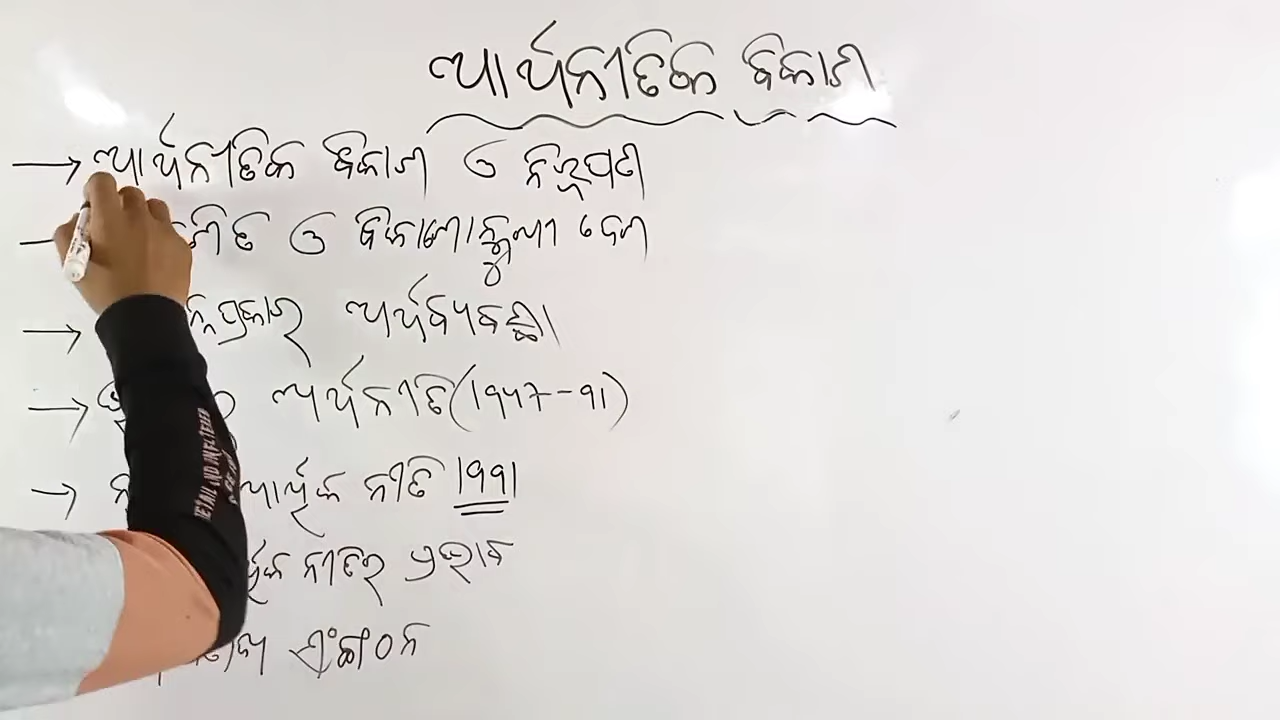 ଆର୍ଥନୀତିକ ବିକାଶ
→ ଆର୍ଥନୀତିକ ବିକାଶ ଓ ନିରୂପଣ
ଓ ବିକାଶୋନ୍ମୁଖୀ ଦେଶ
→ ପ୍ରକାର ଅର୍ଥବ୍ୟବସ୍ଥା
→ ଅର୍ଥନୀତି (୧୯୪୭-୯୧)
→ ଆର୍ଥିକ ନୀତି ୧୯୯୧
ନୀତିର ପ୍ରଭାବ
ସଂଗଠନ